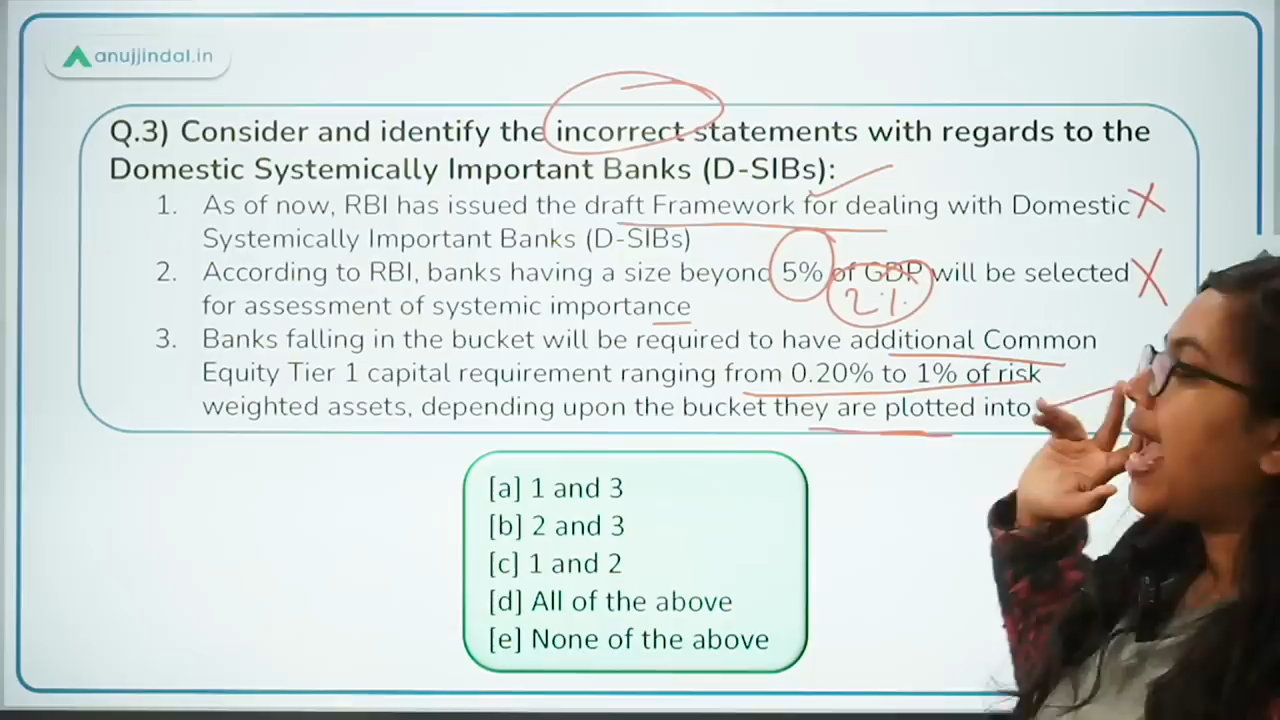 anujjindal.in
Q.3) Consider and identify the incorrect statements with regards to the
Domestic Systemically Important Banks (D-SIBs):
1. As of now, RBI has issued the draft Framework for dealing with Domestic
Systemically Important Banks (D-SIBs)
2. According to RBI, banks having a size beyond 5% of GDP will be selected
2%
for assessment of systemic importance
3. Banks falling in the bucket will be required to have additional Common
Equity Tier 1 capital requirement ranging from 0.20% to 1% of risk
weighted assets, depending upon the bucket they are plotted into
[a] 1 and 3
[b] 2 and 3
[c] 1 and 2
[d] All of the above
[e] None of the above